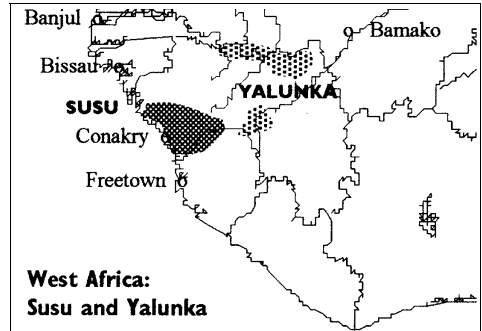 Banjul
Bamako
Bissau
YALUNKA
SUSU
Conakry
Freetown
West Africa:
Susu and Yalunka